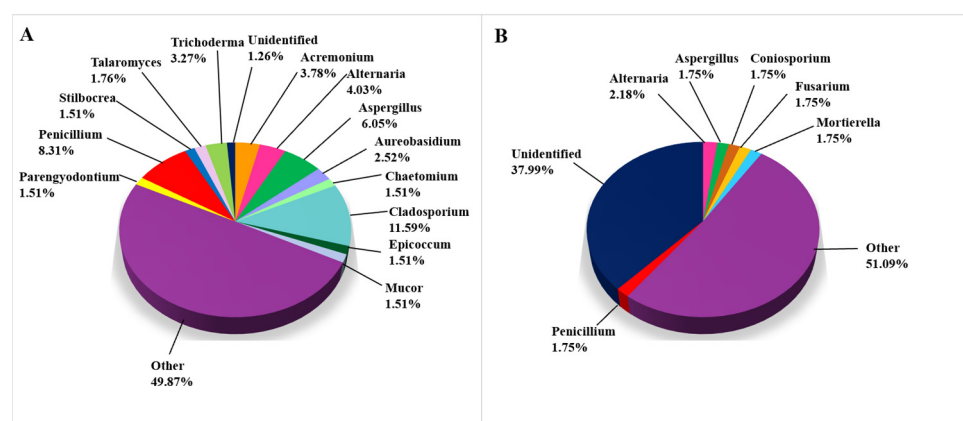 A
Trichoderma
3.27%
Unidentified
1.26%
Acremonium
3.78%
Alternaria
4.03%
Aspergillus
6.05%
Aureobasidium
2.52%
Chaetomium
1.51%
Cladosporium
11.59%
Epicoccum
1.51%
Mucor
1.51%
Other
49.87%
Parengyodontium
1.51%
Penicillium
8.31%
Stilbocrea
1.51%
Talaromyces
1.76%
B
Alternaria
2.18%
Aspergillus
1.75%
Coniosporium
1.75%
Fusarium
1.75%
Mortierella
1.75%
Other
51.09%
Penicillium
1.75%
Unidentified
37.99%